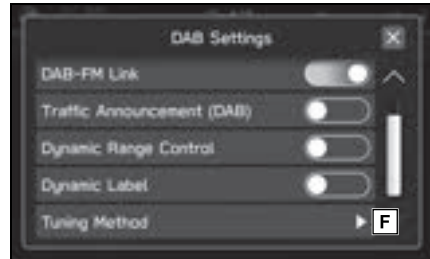 DAB Settings
DAB-FM Link
Traffic Announcement (DAB)
Dynamic Range Control
Dynamic Label
Tuning Method
F